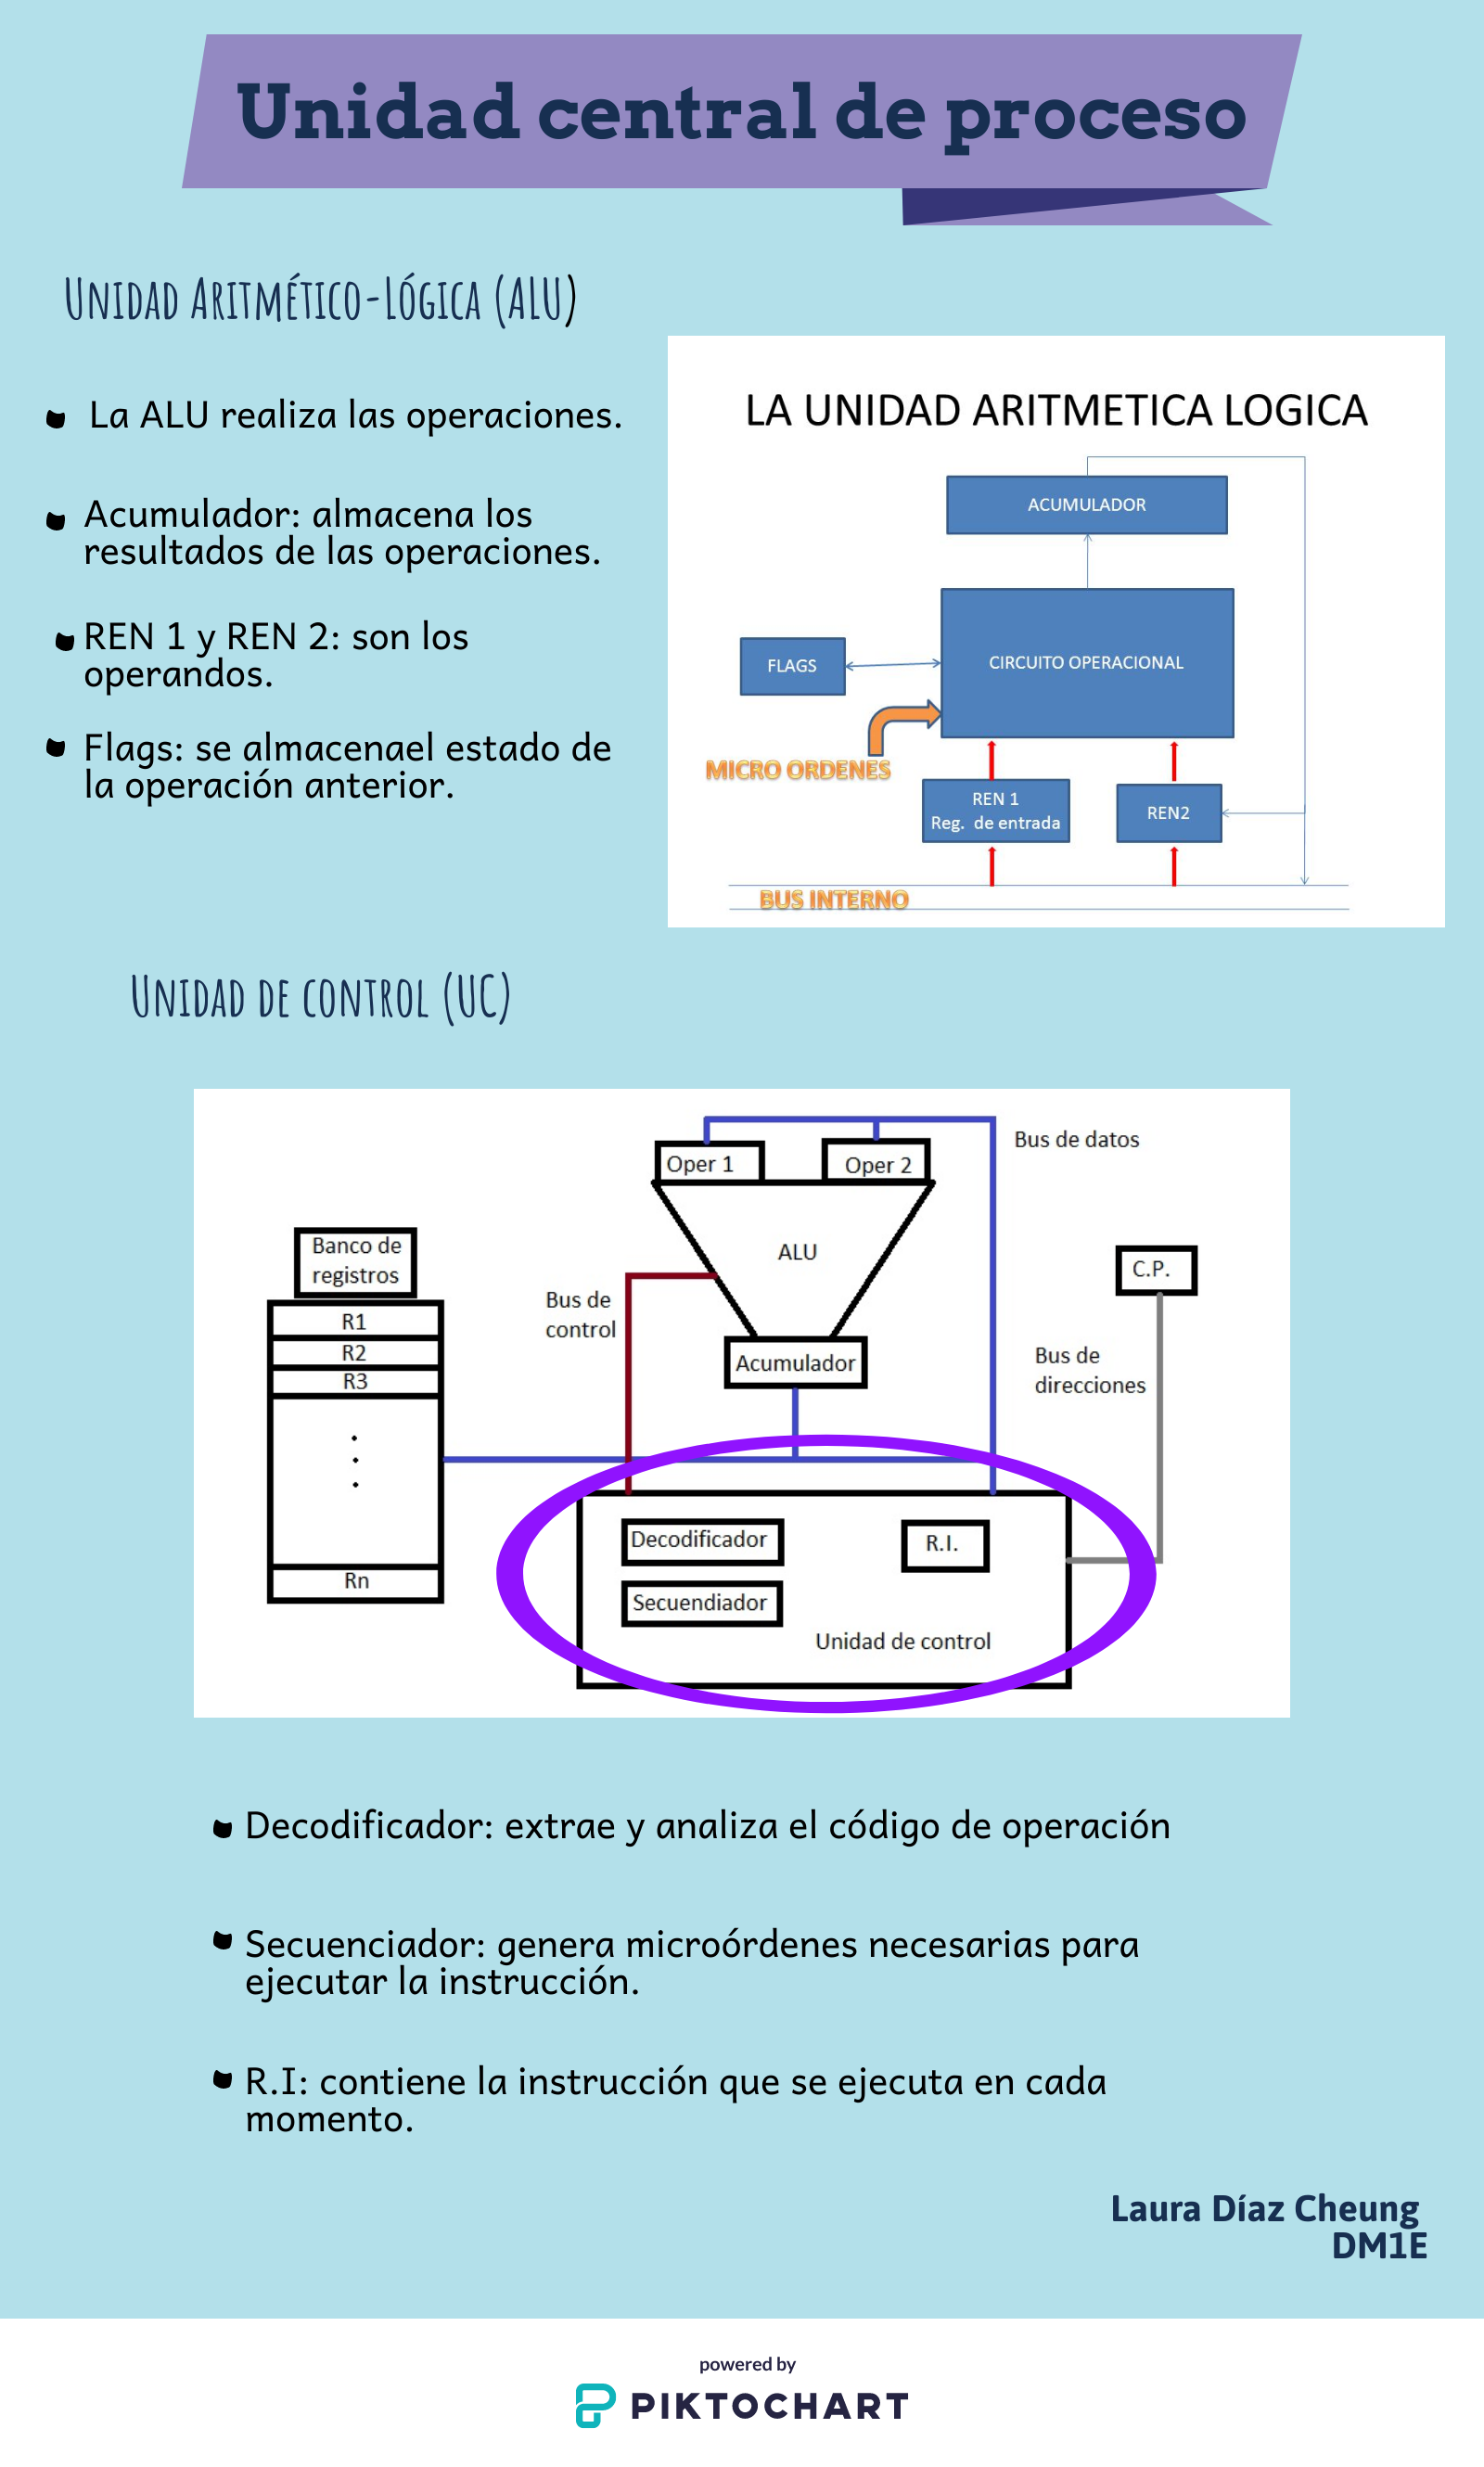 Unidad central de proceso
Unidad Aritmético-Lógica (ALU)
La ALU realiza las operaciones.
Acumulador: almacena los
resultados de las operaciones.
REN 1 y REN 2: son los
operandos.
Flags: se almacenael estado de
la operación anterior.
LA UNIDAD ARITMETICA LOGICA
ACUMULADOR
FLAGS
CIRCUITO OPERACIONAL
MICRO ORDENES
REN 1
Reg. de entrada
REN2
BUS INTERNO
Unidad de control (UC)
Oper 1
Oper 2
Bus de datos
ALU
Banco de
registros
R1
R2
R3
Rn
Bus de
control
Acumulador
C.P.
Bus de
direcciones
Decodificador
R.I.
Secuendiador
Unidad de control
Decodificador: extrae y analiza el código de operación
Secuenciador: genera microórdenes necesarias para
ejecutar la instrucción.
R.I: contiene la instrucción que se ejecuta en cada
momento.
Laura Díaz Cheung
DM1E
powered by
PIKTOCHART